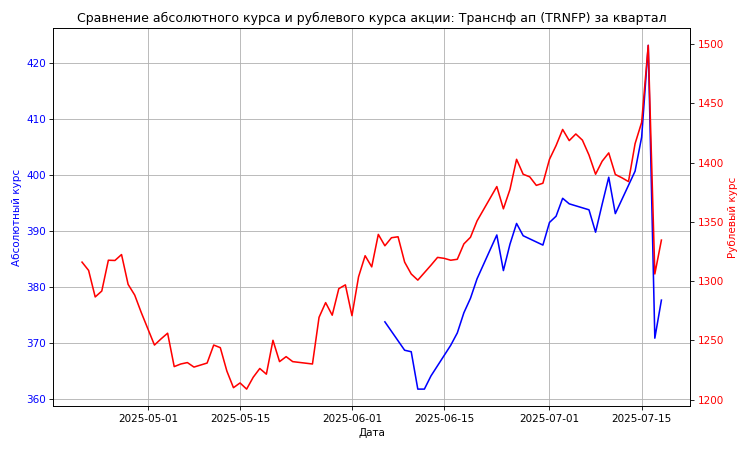 Сравнение абсолютного курса и рублевого курса акции: Транснф ап (TRNFP) за квартал
Абсолютный курс
420
410
400
390
380
370
360
1500
1450
1400
1350
1300
1250
1200
Рублевый курс
2025-05-01 2025-05-15 2025-06-01 2025-06-15 2025-07-01 2025-07-15
Дата